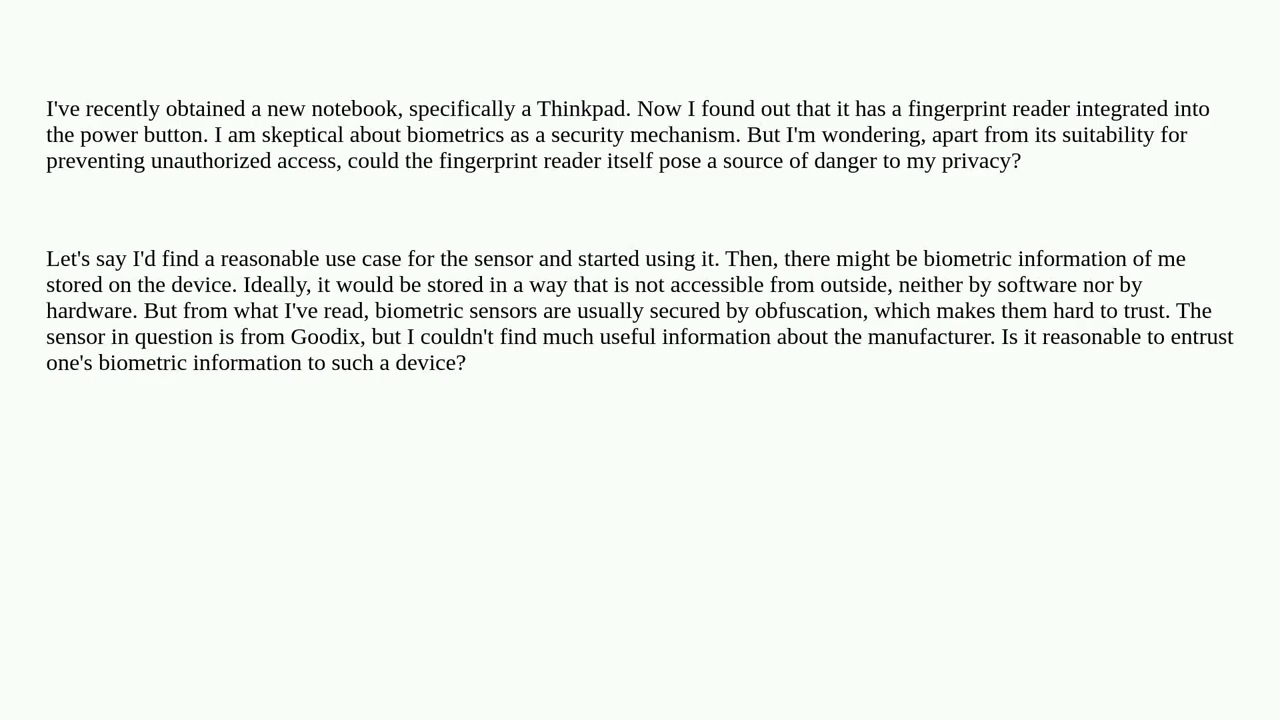 I've recently obtained a new notebook, specifically a Thinkpad. Now I found out that it has a fingerprint reader integrated into
the power button. I am skeptical about biometrics as a security mechanism. But I'm wondering, apart from its suitability for
preventing unauthorized access, could the fingerprint reader itself pose a source of danger to my privacy?
Let's say I'd find a reasonable use case for the sensor and started using it. Then, there might be biometric information of me
stored on the device. Ideally, it would be stored in a way that is not accessible from outside, neither by software nor by
hardware. But from what I've read, biometric sensors are usually secured by obfuscation, which makes them hard to trust. The
sensor in question is from Goodix, but I couldn't find much useful information about the manufacturer. Is it reasonable to entrust
one's biometric information to such a device?